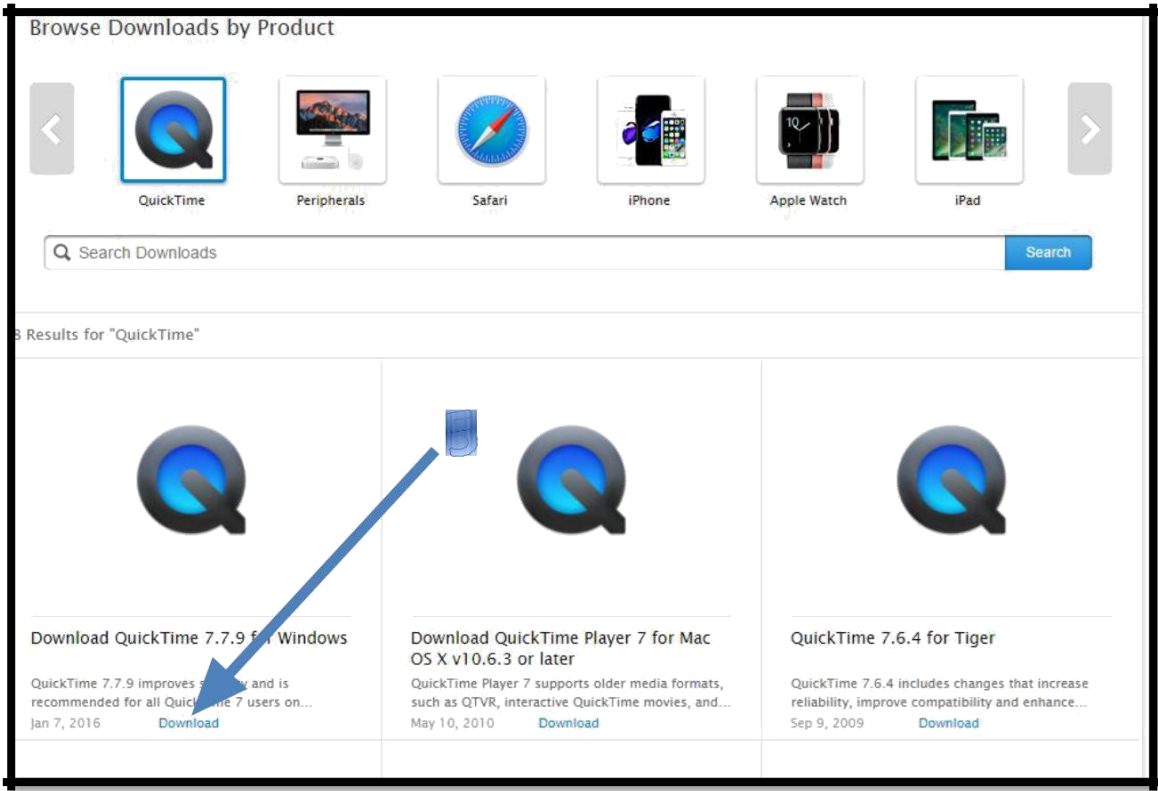 Browse Downloads by Product
QuickTime
Peripherals
Safari
iPhone
Apple Watch
iPad
Search Downloads
Search
8 Results for "QuickTime"
Download QuickTime 7.7.9 for Windows
QuickTime 7.7.9 improves and is
recommended for all QuickTime 7 users on...
Jan 7, 2016 Download
Download QuickTime Player 7 for Mac
OS X v10.6.3 or later
QuickTime Player 7 supports older media formats,
such as QTVR, interactive QuickTime movies, and...
May 10, 2010 Download
QuickTime 7.6.4 for Tiger
QuickTime 7.6.4 includes changes that increase
reliability, improve compatibility and enhance...
Sep 9, 2009 Download